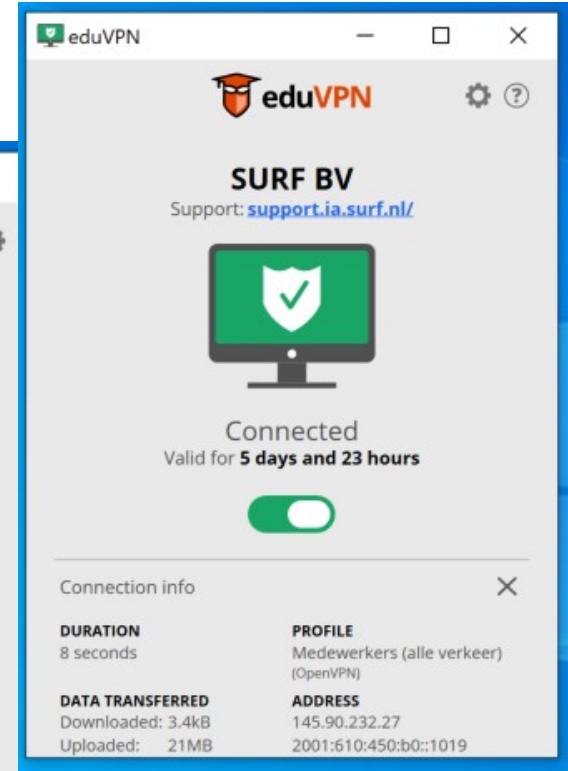 eduVPN
eduVPN
SURF BV
Support: support.ia.surf.nl/
Connected
Valid for 5 days and 23 hours
Connection info
DURATION
8 seconds
PROFILE
Medewerkers (alle verkeer)
(OpenVPN)
DATA TRANSFERRED
Downloaded: 3.4kB
Uploaded: 21MB
ADDRESS
145.90.232.27
2001:610:450:b0::1019